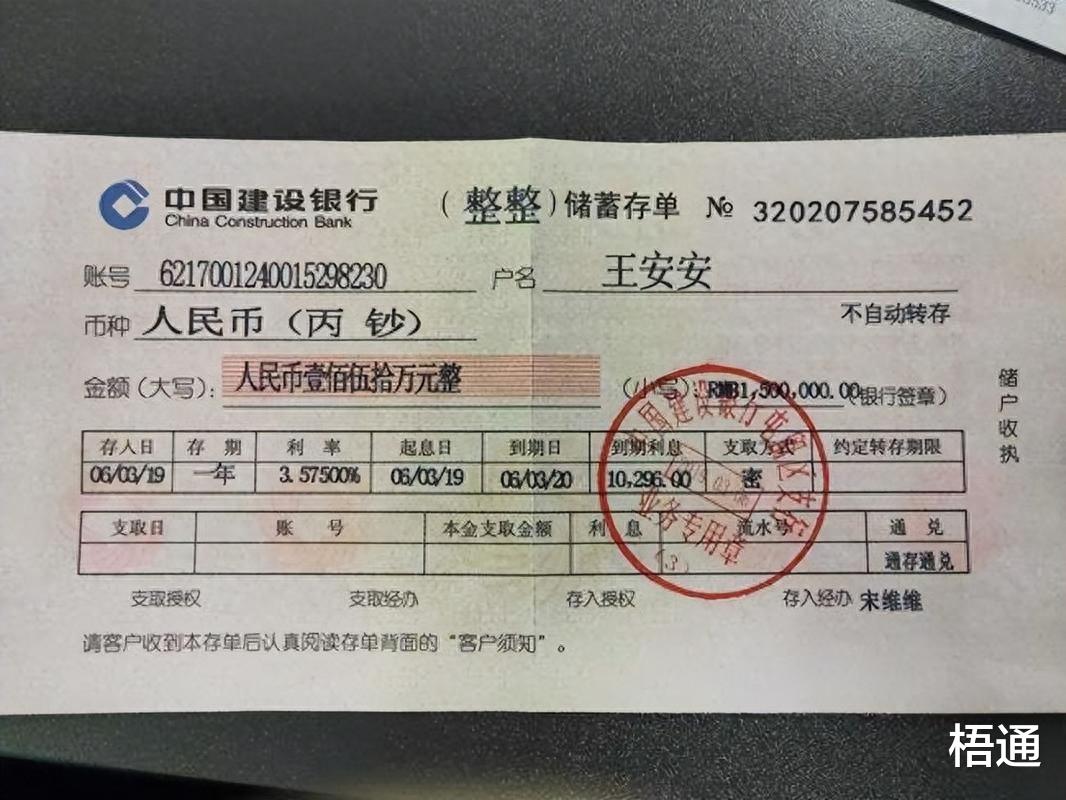 中国建设银行 (整整)储蓄存单 № 320207585452
China Construction Bank
账号 6217001240015298230 户名 王安安
币种 人民币（丙 钞） 不自动转存
金额（大写）： 人民币壹佰伍拾万元整 （小写）：RMB1,500,000.00（银行签章）
储户收执
存入日 存 期 利 率 起息日 到期日 到期利息 支取方式 约定转存期限
06/03/19 一年 3.57500% 06/03/19 06/03/20 10,296.00 密
支取日 账 号 本金支取金额 利 息 流水号 通 兑
通存通兑
业务专用章
(3)
支取授权 支取经办 存入授权 存入经办 宋维维
请客户收到本存单后认真阅读存单背面的“客户须知”。
梧通